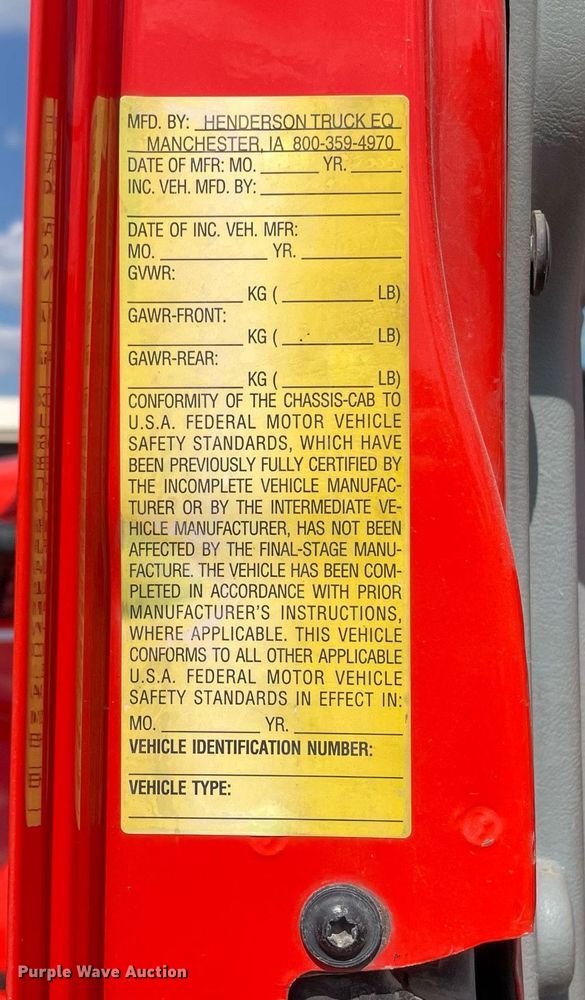 MFD. BY: HENDERSON TRUCK EQ
MANCHESTER, IA 800-359-4970
DATE OF MFR: MO. YR.
INC. VEH. MFD. BY:
DATE OF INC. VEH. MFR:
MO. YR.
GVWR:
KG ( LB)
GAWR-FRONT:
KG ( LB)
GAWR-REAR:
KG ( LB)
CONFORMITY OF THE CHASSIS-CAB TO
U.S.A. FEDERAL MOTOR VEHICLE
SAFETY STANDARDS, WHICH HAVE
BEEN PREVIOUSLY FULLY CERTIFIED BY
THE INCOMPLETE VEHICLE MANUFAC-
TURER OR BY THE INTERMEDIATE VE-
HICLE MANUFACTURER, HAS NOT BEEN
AFFECTED BY THE FINAL-STAGE MANU-
FACTURE. THE VEHICLE HAS BEEN COM-
PLETED IN ACCORDANCE WITH PRIOR
MANUFACTURER'S INSTRUCTIONS,
WHERE APPLICABLE. THIS VEHICLE
CONFORMS TO ALL OTHER APPLICABLE
U.S.A. FEDERAL MOTOR VEHICLE
SAFETY STANDARDS IN EFFECT IN:
MO. YR.
VEHICLE IDENTIFICATION NUMBER:
VEHICLE TYPE:
Purple Wave Auction